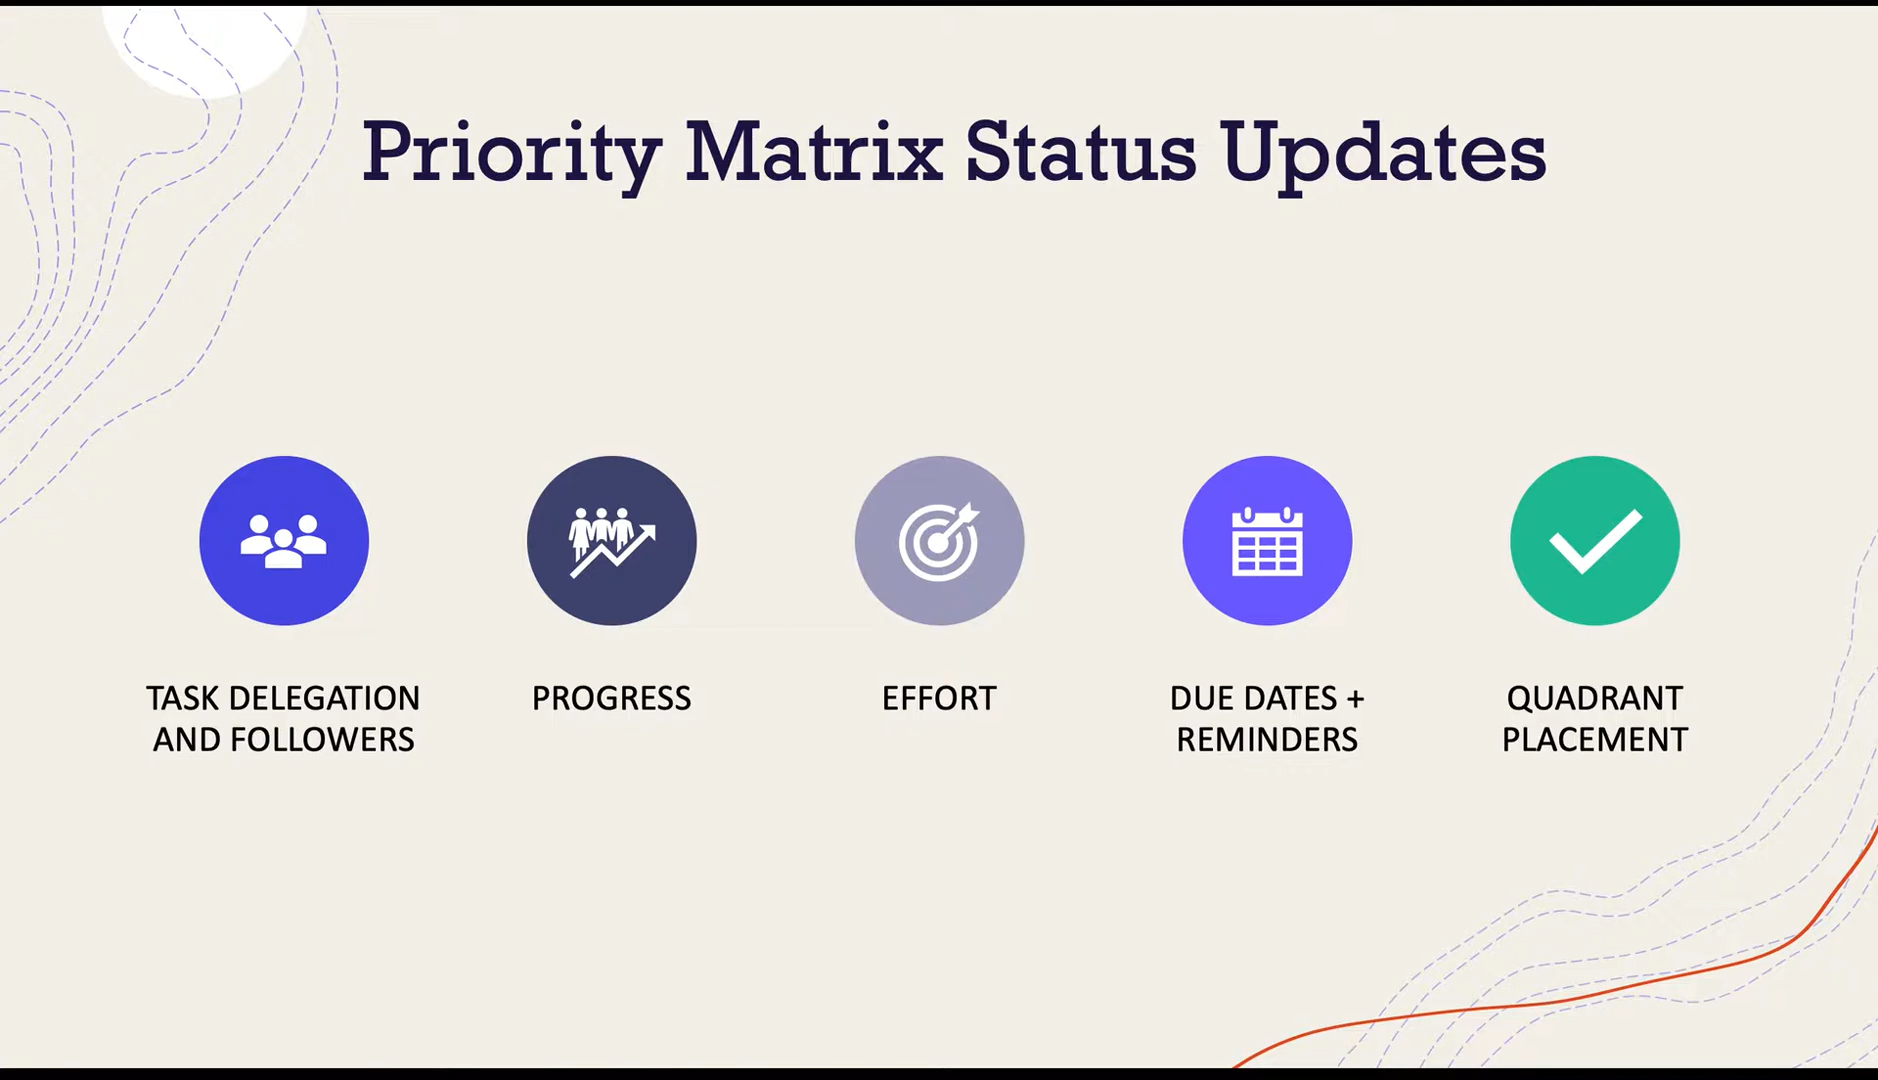 Priority Matrix Status Updates
TASK DELEGATION
AND FOLLOWERS
PROGRESS
EFFORT
DUE DATES +
REMINDERS
QUADRANT
PLACEMENT